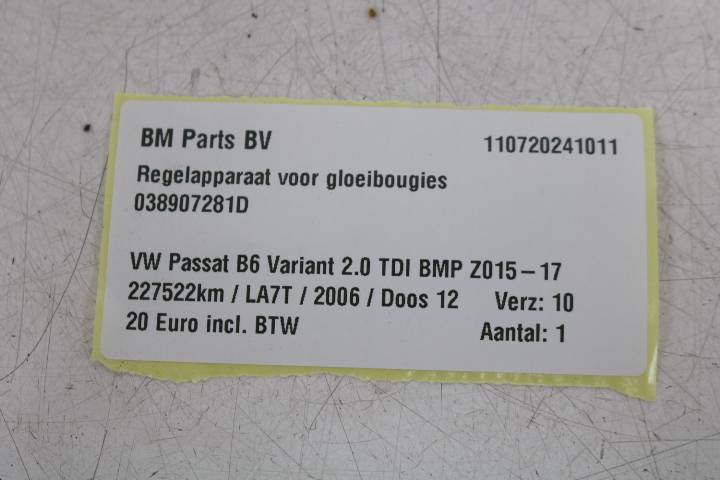 BM Parts BV 110720241011
Regelapparaat voor gloeibougies
038907281D
VW Passat B6 Variant 2.0 TDI BMP Z015-17
227522km / LA7T / 2006 / Doos 12 Verz: 10
20 Euro incl. BTW Aantal: 1